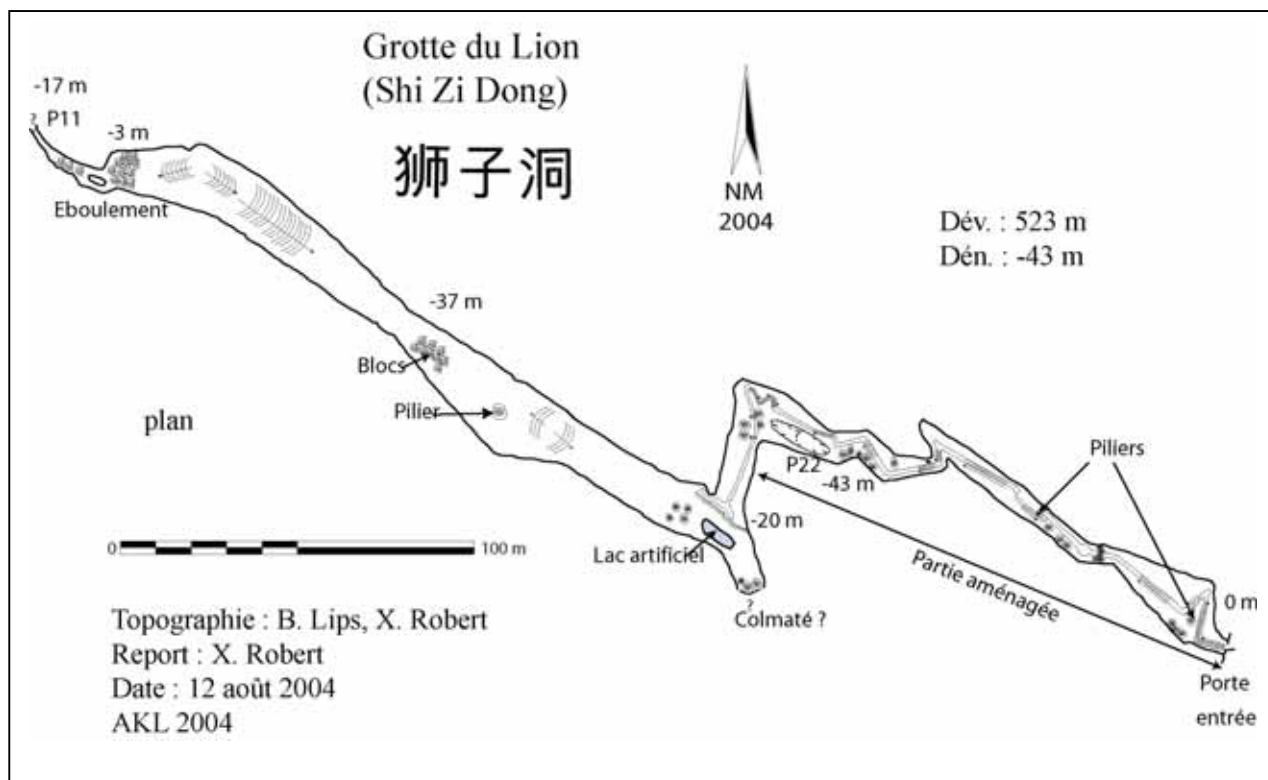 Grotte du Lion
(Shi Zi Dong)
狮子洞
-17 m
? P11
-3 m
Eboulement
NM
2004
Dév. : 523 m
Dén. : -43 m
-37 m
Blocs
Pilier
plan
P22
-43 m
Piliers
-20 m
Lac artificiel
Partie aménagée
0 m
0 100 m
?
Colmaté ?
Porte
entrée
Topographie : B. Lips, X. Robert
Report : X. Robert
Date : 12 août 2004
AKL 2004